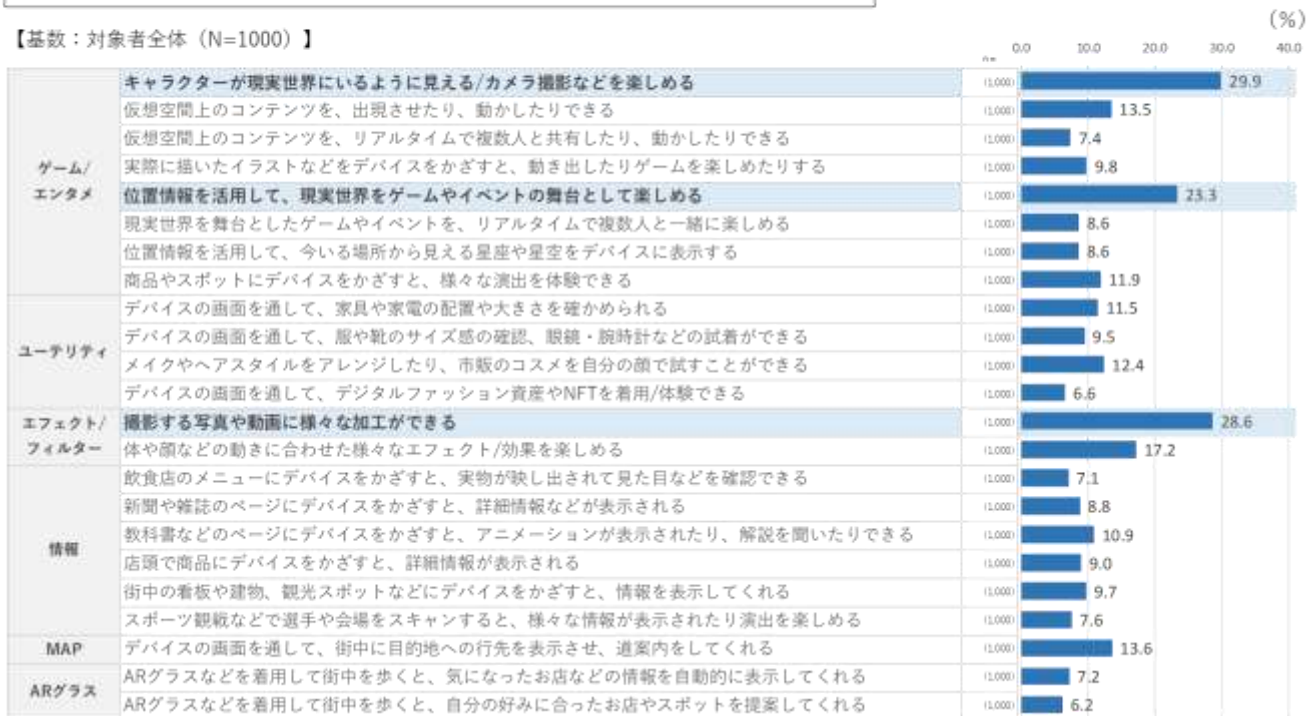 (%)
【基数：対象者全体（N=1000）】
0.0 10.0 20.0 30.0 40.0
n=
ゲーム/
エンタメ
キャラクターが現実世界にいるように見える/カメラ撮影などを楽しめる (1,000) 29.9
仮想空間上のコンテンツを、出現させたり、動かしたりできる (1,000) 13.5
仮想空間上のコンテンツを、リアルタイムで複数人と共有したり、動かしたりできる (1,000) 7.4
実際に描いたイラストなどをデバイスをかざすと、動き出したりゲームを楽しめたりする (1,000) 9.8
位置情報を活用して、現実世界をゲームやイベントの舞台として楽しめる (1,000) 23.3
現実世界を舞台としたゲームやイベントを、リアルタイムで複数人と一緒に楽しめる (1,000) 8.6
位置情報を活用して、今いる場所から見える星座や星空をデバイスに表示する (1,000) 8.6
商品やスポットにデバイスをかざすと、様々な演出を体験できる (1,000) 11.9
ユーテリティ
デバイスの画面を通して、家具や家電の配置や大きさを確かめられる (1,000) 11.5
デバイスの画面を通して、服や靴のサイズ感の確認、眼鏡・腕時計などの試着ができる (1,000) 9.5
メイクやヘアスタイルをアレンジしたり、市販のコスメを自分の顔で試すことができる (1,000) 12.4
デバイスの画面を通して、デジタルファッション資産やNFTを着用/体験できる (1,000) 6.6
エフェクト/
フィルター
撮影する写真や動画に様々な加工ができる (1,000) 28.6
体や顔などの動きに合わせた様々なエフェクト/効果を楽しめる (1,000) 17.2
情報
飲食店のメニューにデバイスをかざすと、実物が映し出されて見た目などを確認できる (1,000) 7.1
新聞や雑誌のページにデバイスをかざすと、詳細情報などが表示される (1,000) 8.8
教科書などのページにデバイスをかざすと、アニメーションが表示されたり、解説を聞いたりできる (1,000) 10.9
店頭で商品にデバイスをかざすと、詳細情報が表示される (1,000) 9.0
街中の看板や建物、観光スポットなどにデバイスをかざすと、情報を表示してくれる (1,000) 9.7
スポーツ観戦などで選手や会場をスキャンすると、様々な情報が表示されたり演出を楽しめる (1,000) 7.6
MAP
デバイスの画面を通して、街中に目的地への行先を表示させ、道案内をしてくれる (1,000) 13.6
ARグラス
ARグラスなどを着用して街中を歩くと、気になったお店などの情報を自動的に表示してくれる (1,000) 7.2
ARグラスなどを着用して街中を歩くと、自分の好みに合ったお店やスポットを提案してくれる (1,000) 6.2